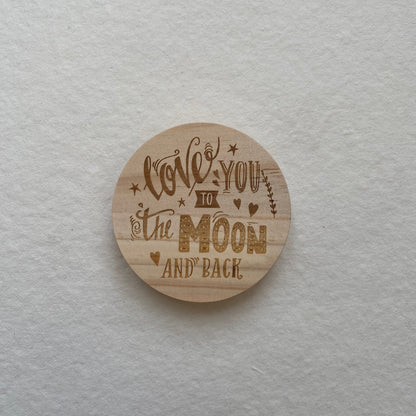 love YOU
TO
the MOON
AND BACK